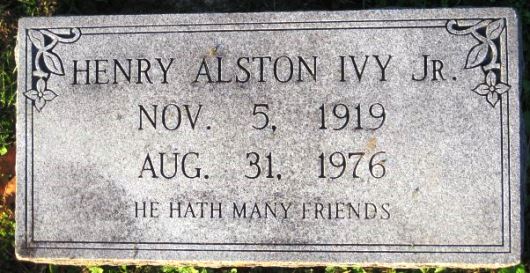 HENRY ALSTON IVY JR.
NOV. 5, 1919
AUG. 31, 1976
HE HATH MANY FRIENDS